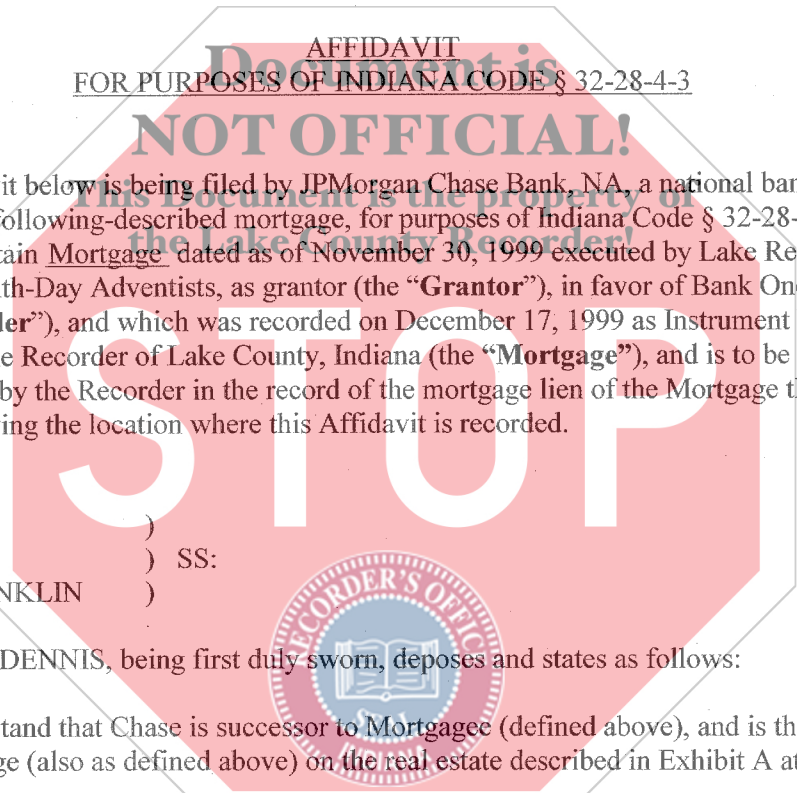 AFFIDAVIT
FOR PURPOSES OF INDIANA CODE § 32-28-4-3
Document is
NOT OFFICIAL!
This Document is the property of
the Lake County Recorder!
it below is being filed by JPMorgan Chase Bank, NA, a national ban
following-described mortgage, for purposes of Indiana Code § 32-28-
tain Mortgage dated as of November 30, 1999 executed by Lake Re
th-Day Adventists, as grantor (the “Grantor”), in favor of Bank On
ler”), and which was recorded on December 17, 1999 as Instrument
e Recorder of Lake County, Indiana (the “Mortgage”), and is to be
by the Recorder in the record of the mortgage lien of the Mortgage t
ing the location where this Affidavit is recorded.
STOP
)
) SS:
NKLIN )
DENNIS, being first duly sworn, deposes and states as follows:
tand that Chase is successor to Mortgagee (defined above), and is th
ge (also as defined above) on the real estate described in Exhibit A at
RECORDER'S OFFICE
SEAL
INDIANA